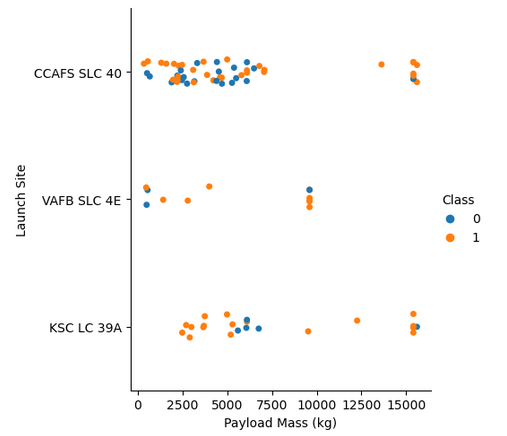 CCAFS SLC 40
VAFB SLC 4E
KSC LC 39A
Launch Site
0 2500 5000 7500 10000 12500 15000
Payload Mass (kg)
Class
0
1